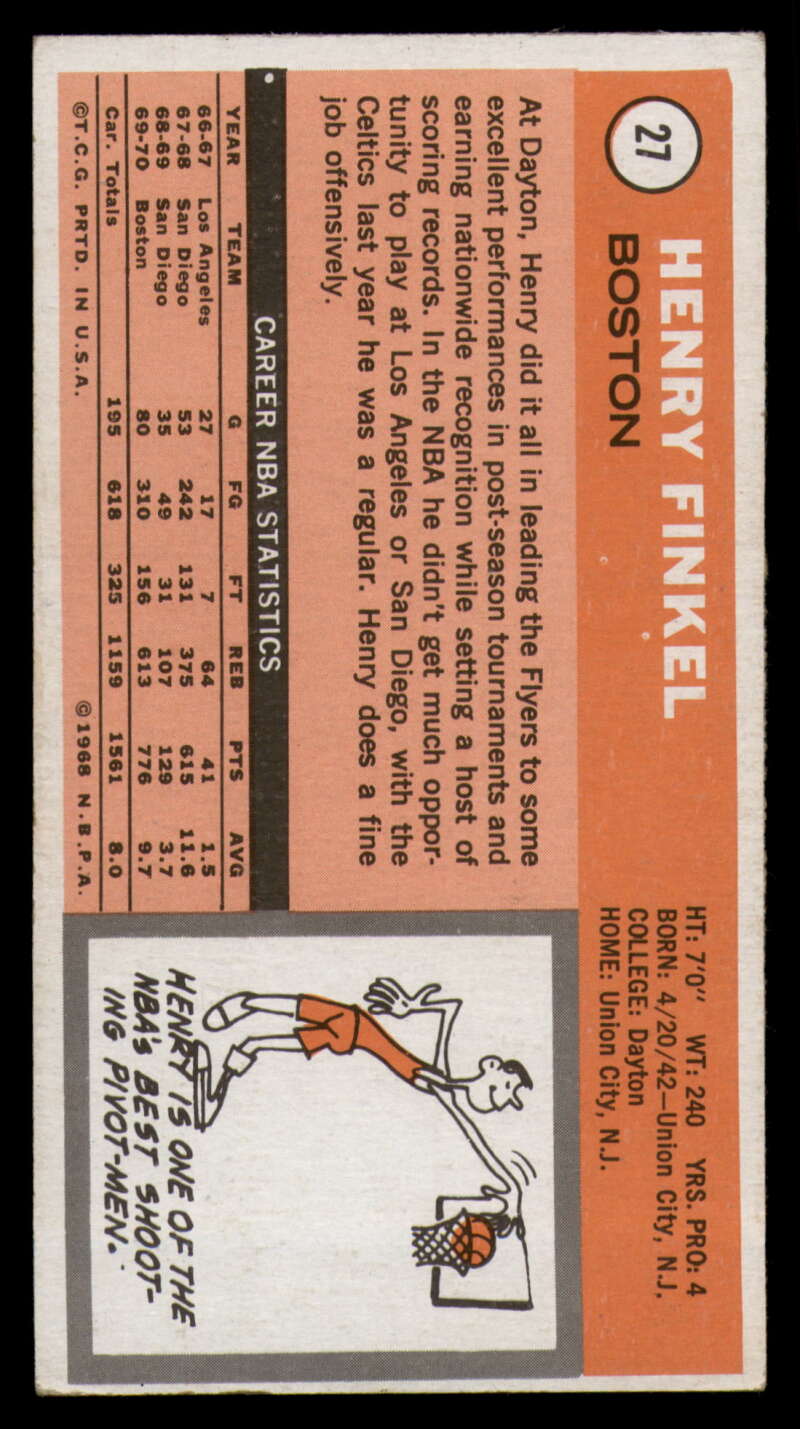 27
HENRY FINKEL
BOSTON
HT: 7'0" WT: 240 YRS. PRO: 4
BORN: 4/20/42—Union City, N.J.
COLLEGE: Dayton
HOME: Union City, N.J.
At Dayton, Henry did it all in leading the Flyers to some
excellent performances in post-season tournaments and
earning nationwide recognition while setting a host of
scoring records. In the NBA he didn't get much oppor-
tunity to play at Los Angeles or San Diego, with the
Celtics last year he was a regular. Henry does a fine
job offensively.
CAREER NBA STATISTICS
YEAR TEAM G FG FT REB PTS AVG
66-67 Los Angeles 27 17 7 64 41 1.5
67-68 San Diego 53 242 131 375 615 11.6
68-69 San Diego 35 49 31 107 129 3.7
69-70 Boston 80 310 156 613 776 9.7
Car. Totals 195 618 325 1159 1561 8.0
©T.C.G. PRTD. IN U.S.A. ©1968 N.B.P.A.
HENRY IS ONE OF THE
NBA'S BEST SHOOT-
ING PIVOT-MEN.